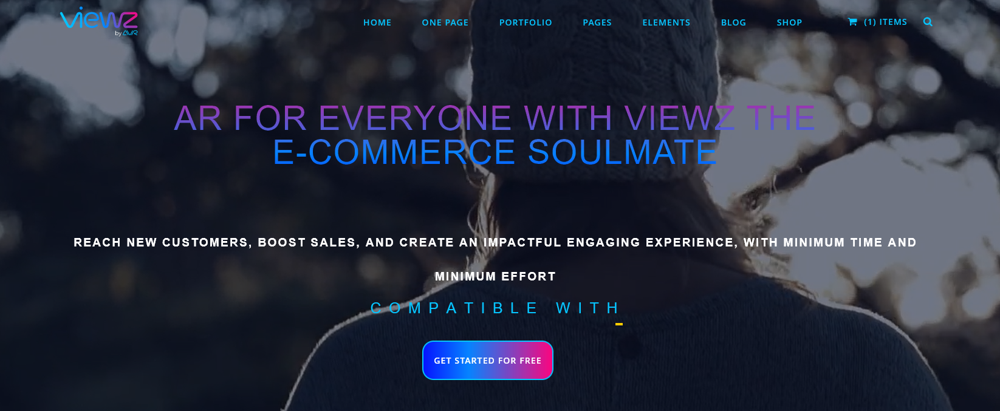 viewz
by AVR
HOME ONE PAGE PORTFOLIO PAGES ELEMENTS BLOG SHOP (1) ITEMS
AR FOR EVERYONE WITH VIEWZ THE
E-COMMERCE SOULMATE
REACH NEW CUSTOMERS, BOOST SALES, AND CREATE AN IMPACTFUL ENGAGING EXPERIENCE, WITH MINIMUM TIME AND
MINIMUM EFFORT
COMPATIBLE WITH
GET STARTED FOR FREE